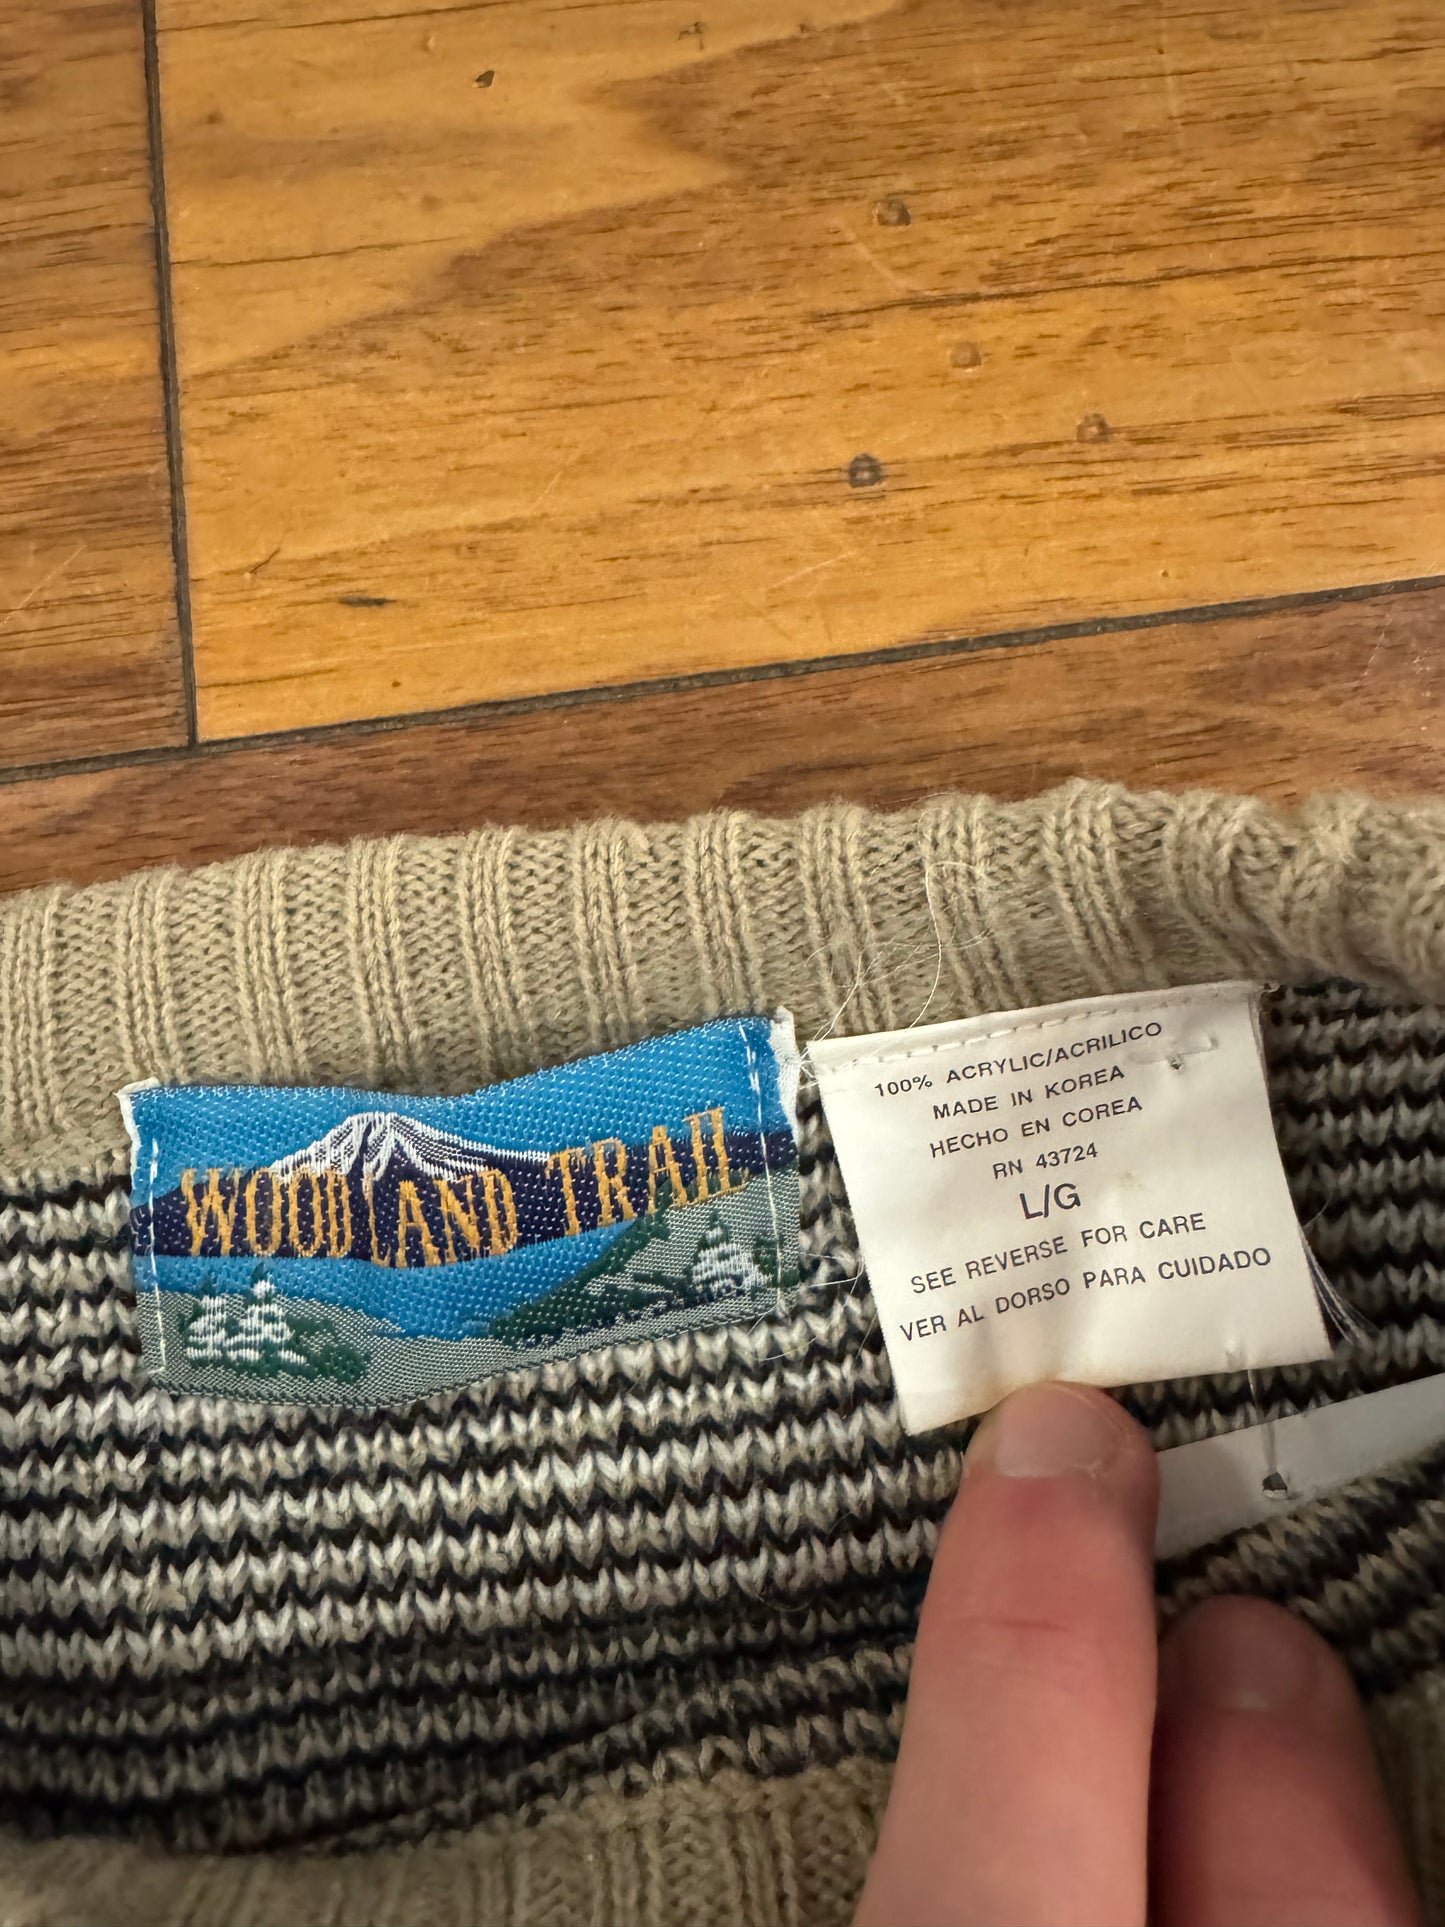 WOODLAND TRAIL
100% ACRYLIC/ACRILICO
MADE IN KOREA
HECHO EN COREA
RN 43724
L/G
SEE REVERSE FOR CARE
VER AL DORSO PARA CUIDADO